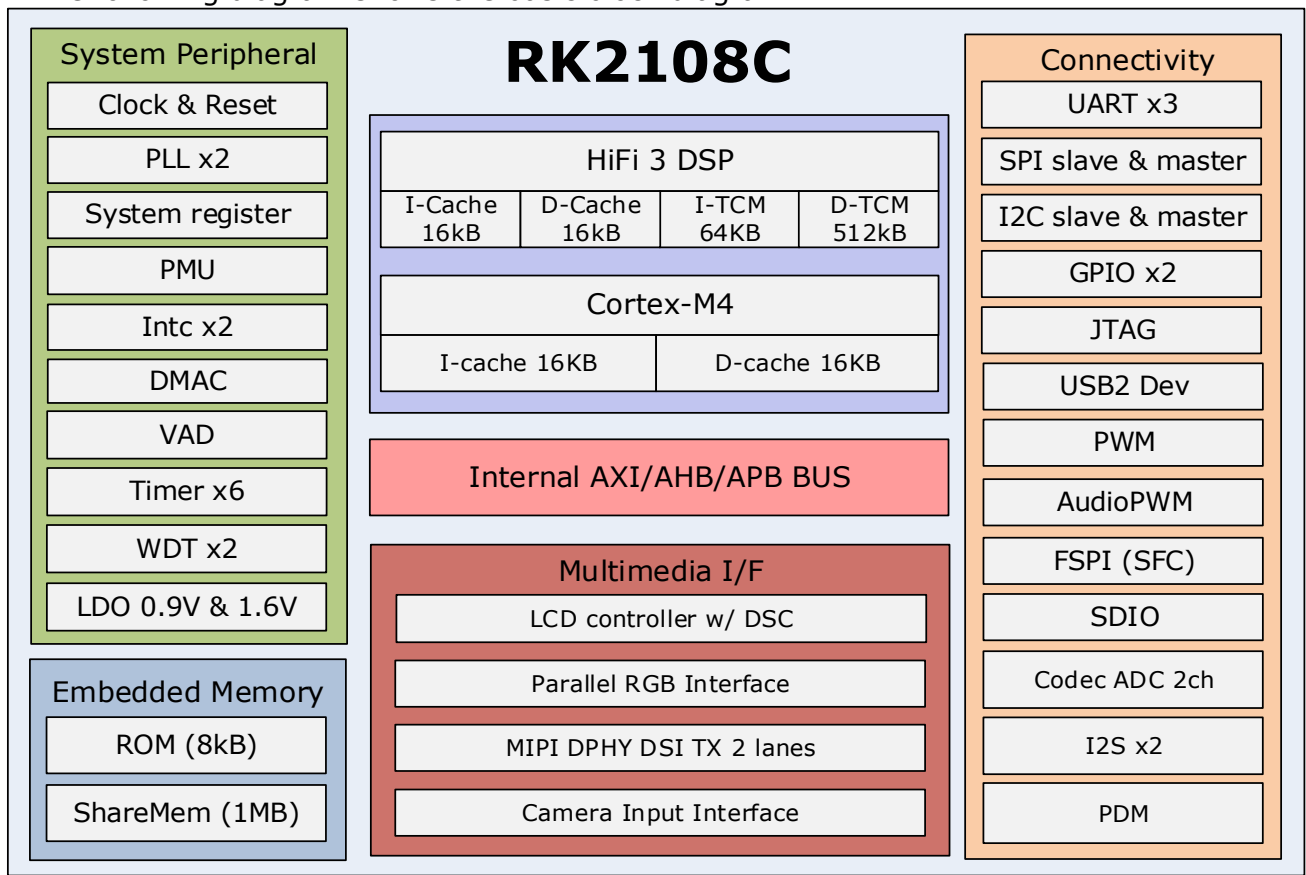 RK2108C
System Peripheral
Clock & Reset
PLL x2
System register
PMU
Intc x2
DMAC
VAD
Timer x6
WDT x2
LDO 0.9V & 1.6V
Embedded Memory
ROM (8kB)
ShareMem (1MB)
HiFi 3 DSP
I-Cache
16kB
D-Cache
16kB
I-TCM
64KB
D-TCM
512kB
Cortex-M4
I-cache 16KB
D-cache 16KB
Internal AXI/AHB/APB BUS
Multimedia I/F
LCD controller w/ DSC
Parallel RGB Interface
MIPI DPHY DSI TX 2 lanes
Camera Input Interface
Connectivity
UART x3
SPI slave & master
I2C slave & master
GPIO x2
JTAG
USB2 Dev
PWM
AudioPWM
FSPI (SFC)
SDIO
Codec ADC 2ch
I2S x2
PDM